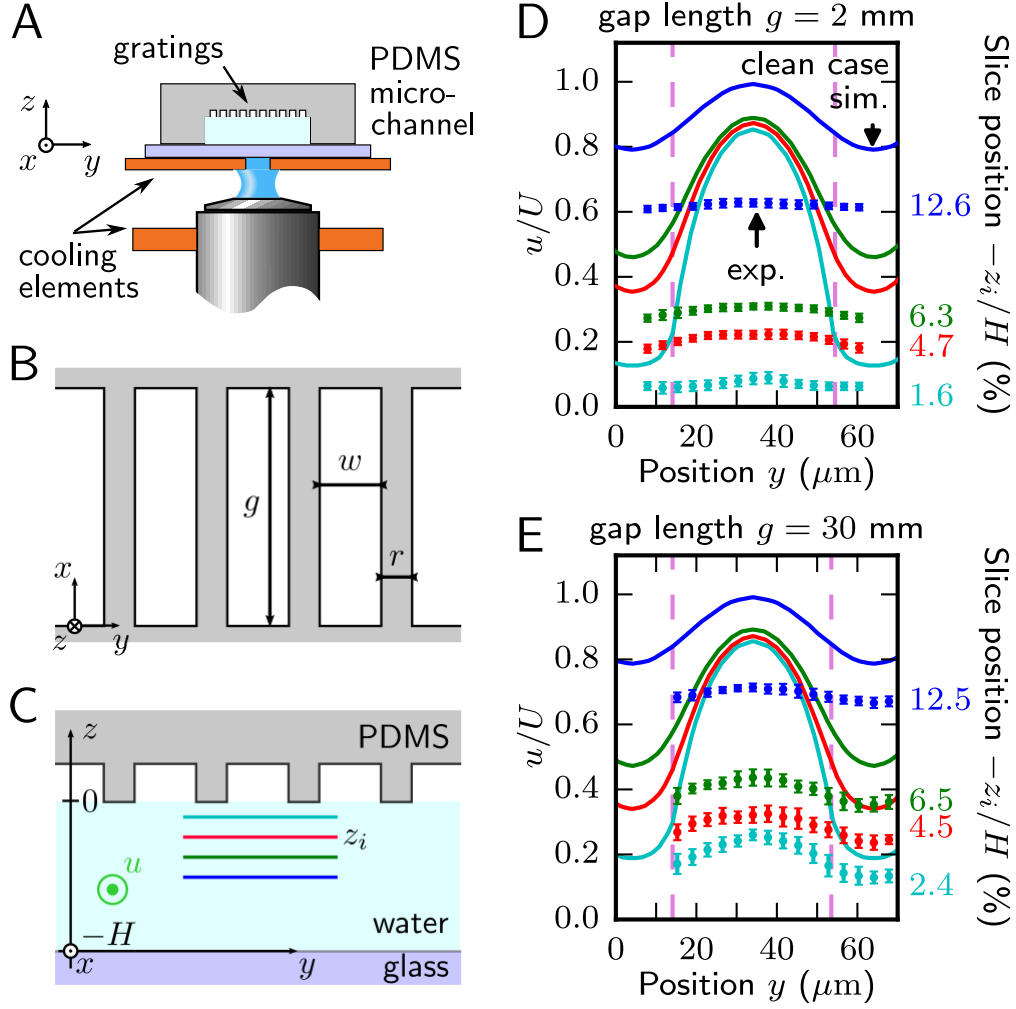 A
gratings
PDMS
micro-
channel
z
x
y
cooling
elements
B
w
g
r
x
z
y
C
z
PDMS
0
z_i
u
water
−H
x
y
glass
D
gap length g = 2 mm
clean case
sim.
exp.
u/U
1.0
0.8
0.6
0.4
0.2
0.0
0 20 40 60
Position y (μm)
12.6
6.3
4.7
1.6
Slice position −z_i/H (%)
E
gap length g = 30 mm
u/U
1.0
0.8
0.6
0.4
0.2
0.0
0 20 40 60
Position y (μm)
12.5
6.5
4.5
2.4
Slice position −z_i/H (%)